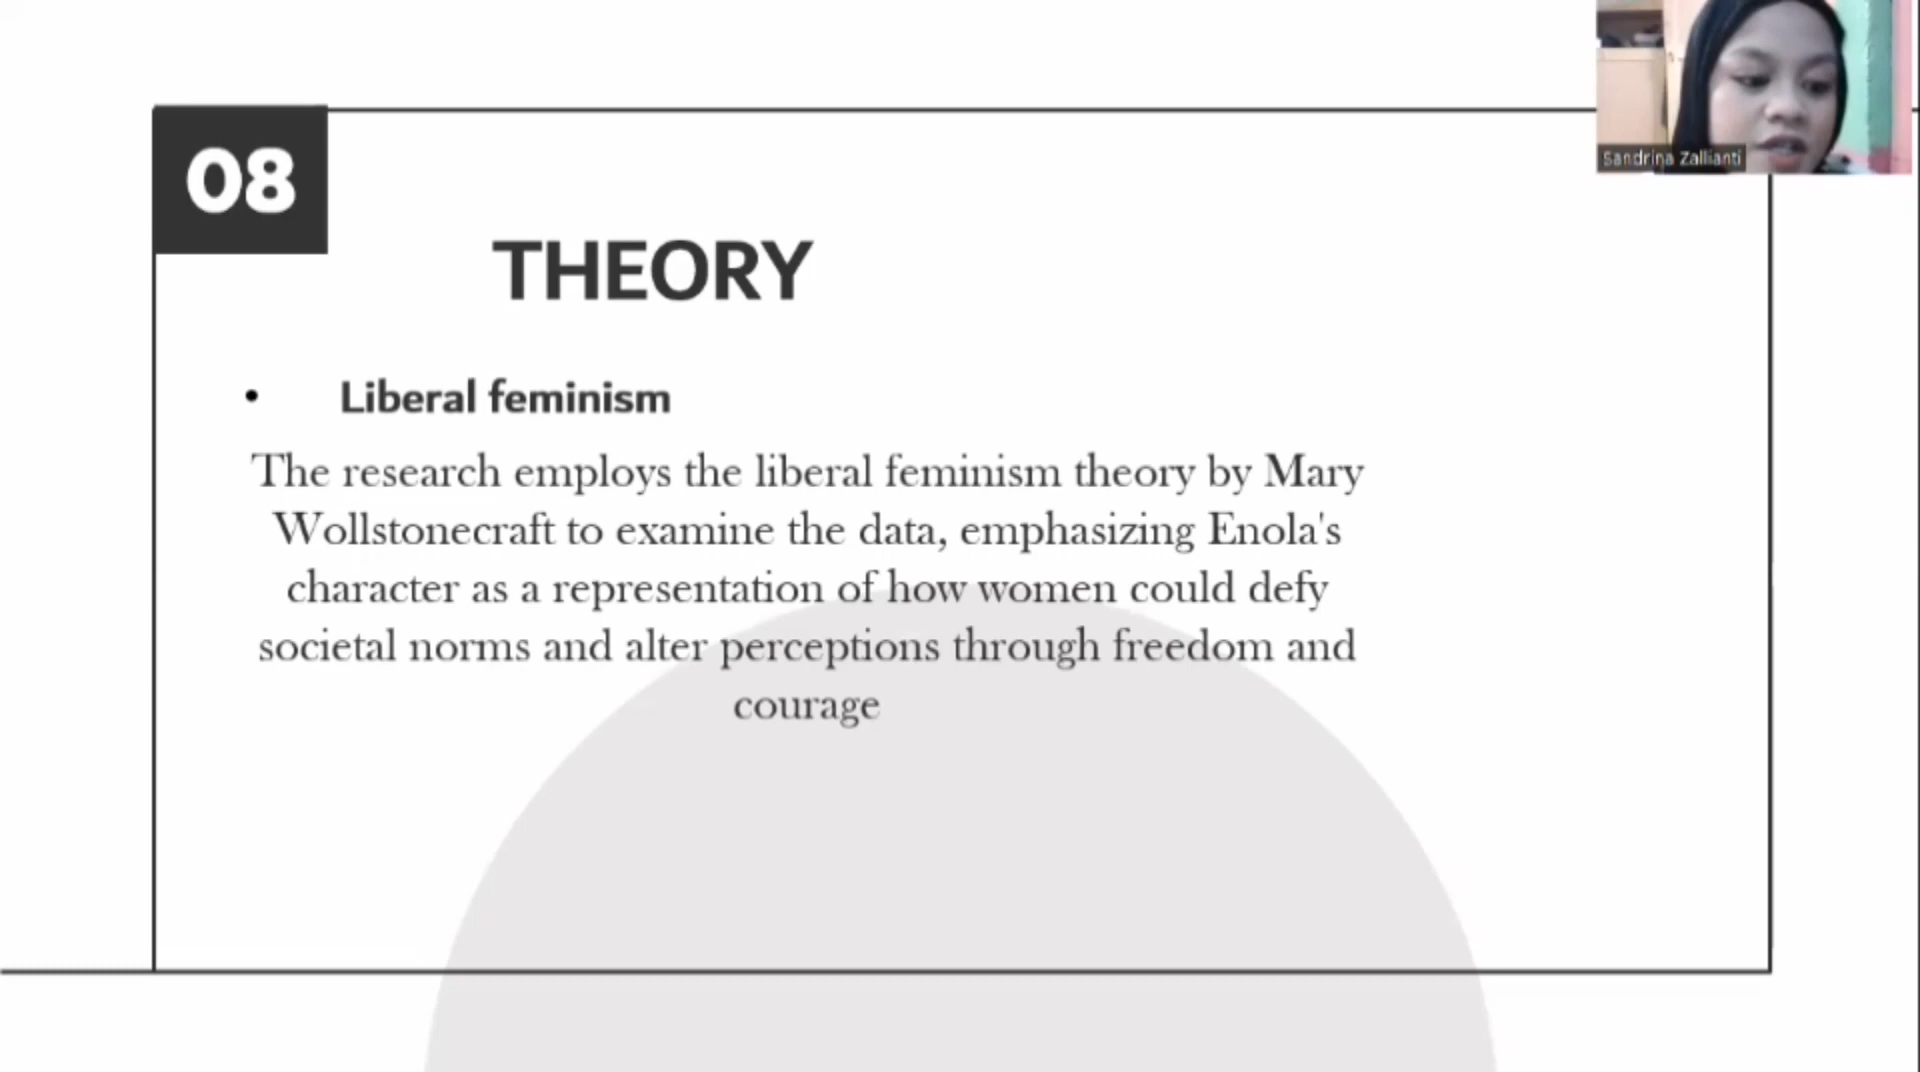 08
THEORY
• Liberal feminism
The research employs the liberal feminism theory by Mary
Wollstonecraft to examine the data, emphasizing Enola's
character as a representation of how women could defy
societal norms and alter perceptions through freedom and
courage
Sandrina Zallianti